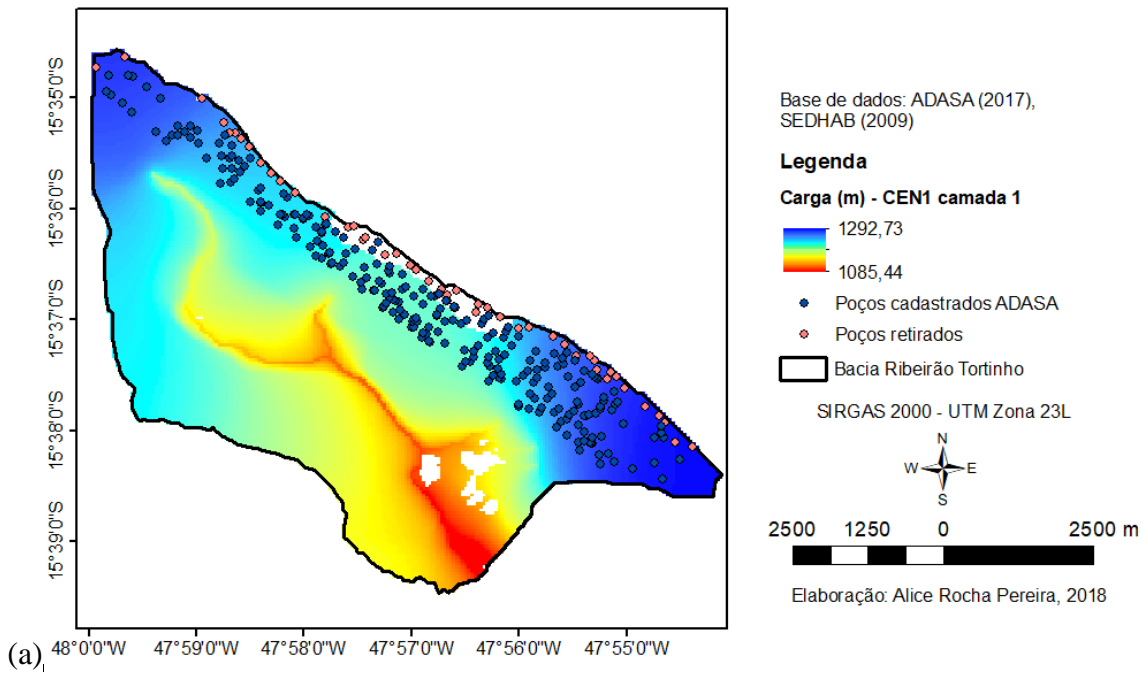 Base de dados: ADASA (2017),
SEDHAB (2009)
Legenda
Carga (m) - CEN1 camada 1
1292,73
1085,44
Poços cadastrados ADASA
Poços retirados
Bacia Ribeirão Tortinho
SIRGAS 2000 - UTM Zona 23L
N
W E
S
2500 1250 0 2500 m
Elaboração: Alice Rocha Pereira, 2018
15°35'0"S
15°36'0"S
15°37'0"S
15°38'0"S
15°39'0"S
48°0'0"W 47°59'0"W 47°58'0"W 47°57'0"W 47°56'0"W 47°55'0"W
(a)